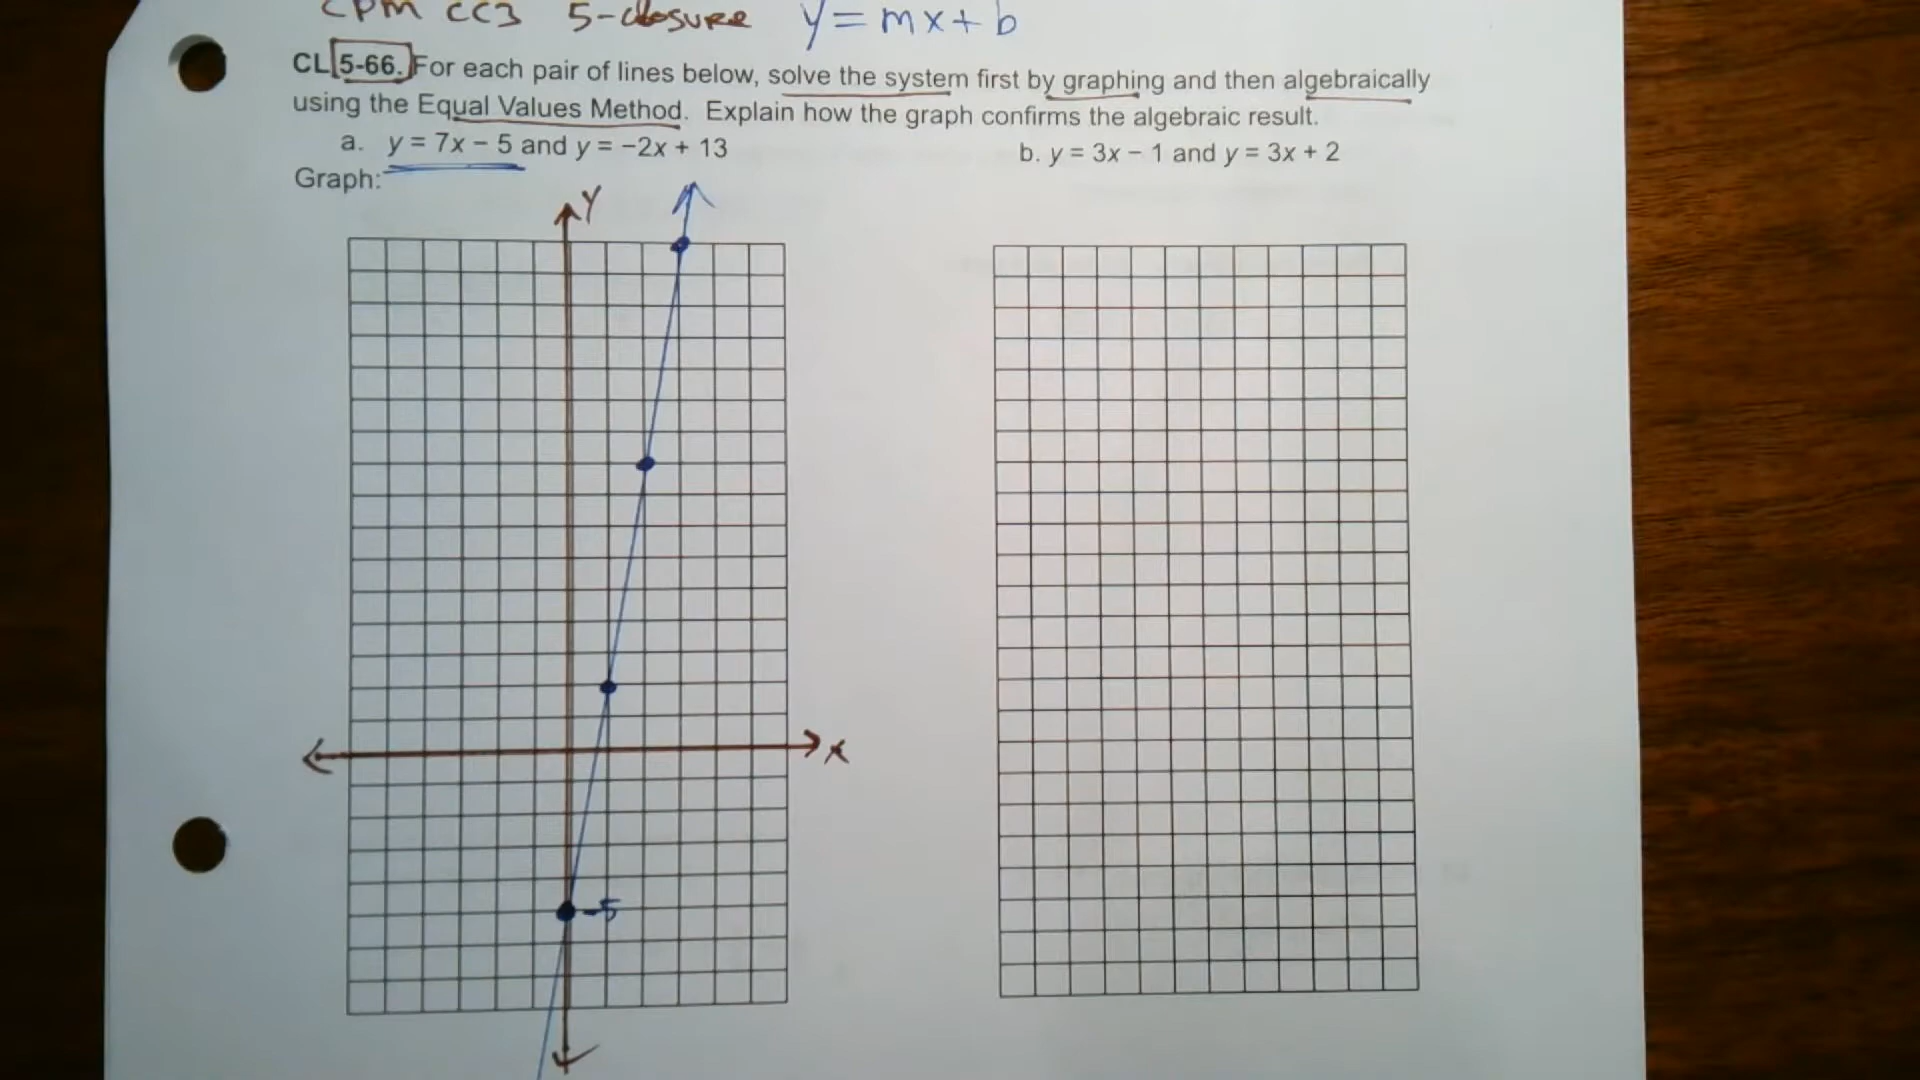 CPM CC3 5-closure y = mx + b
CL 5-66. For each pair of lines below, solve the system first by graphing and then algebraically
using the Equal Values Method. Explain how the graph confirms the algebraic result.
a. y = 7x − 5 and y = −2x + 13
b. y = 3x − 1 and y = 3x + 2
Graph:
Y
x
-5